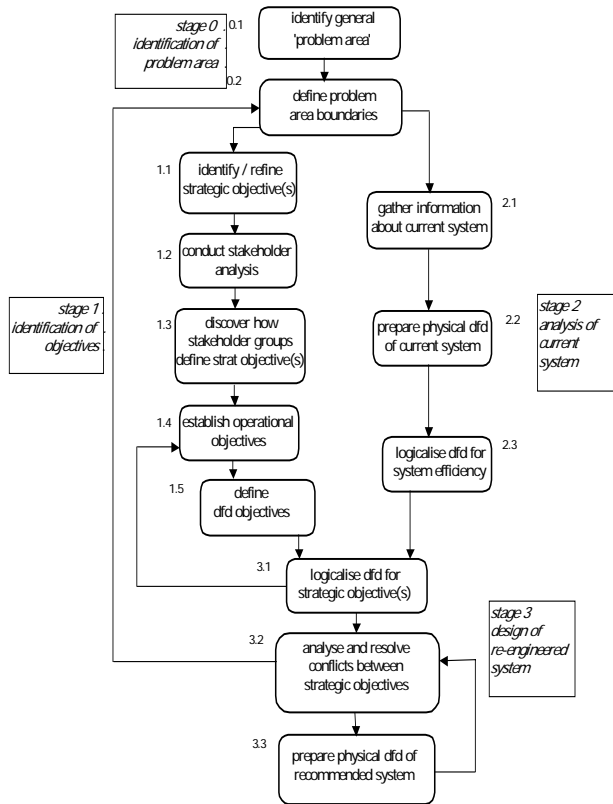 stage 0
identification of
problem area
0.1
identify general
'problem area'
0.2
define problem
area boundaries
1.1
identify / refine
strategic objective(s)
2.1
gather information
about current system
1.2
conduct stakeholder
analysis
stage 1
identification of
objectives
1.3
discover how
stakeholder groups
define strat objective(s)
2.2
prepare physical dfd
of current system
stage 2
analysis of
current
system
1.4
establish operational
objectives
2.3
logicalise dfd for
system efficiency
1.5
define
dfd objectives
3.1
logicalise dfd for
strategic objective(s)
3.2
analyse and resolve
conflicts between
strategic objectives
stage 3
design of
re-engineered
system
3.3
prepare physical dfd of
recommended system